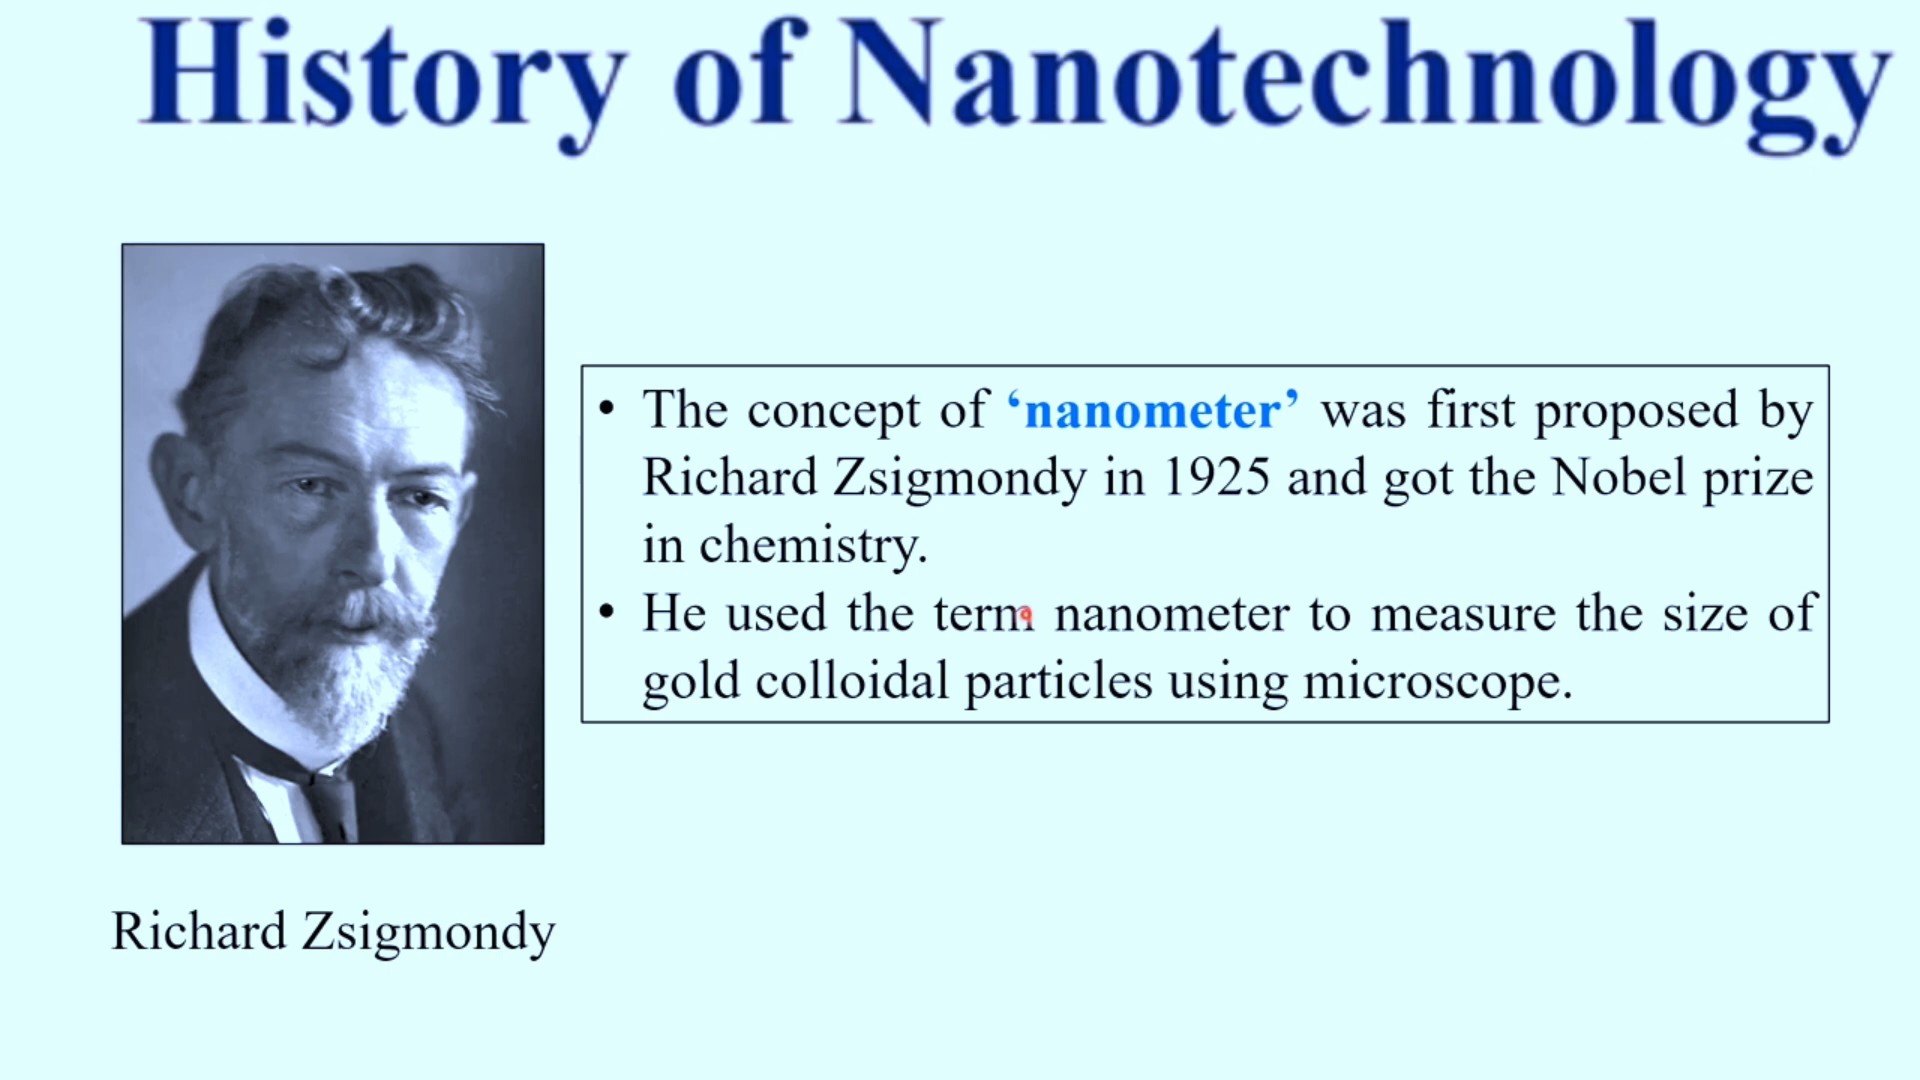 History of Nanotechnology
• The concept of ‘nanometer’ was first proposed by
Richard Zsigmondy in 1925 and got the Nobel prize
in chemistry.
• He used the term nanometer to measure the size of
gold colloidal particles using microscope.
Richard Zsigmondy